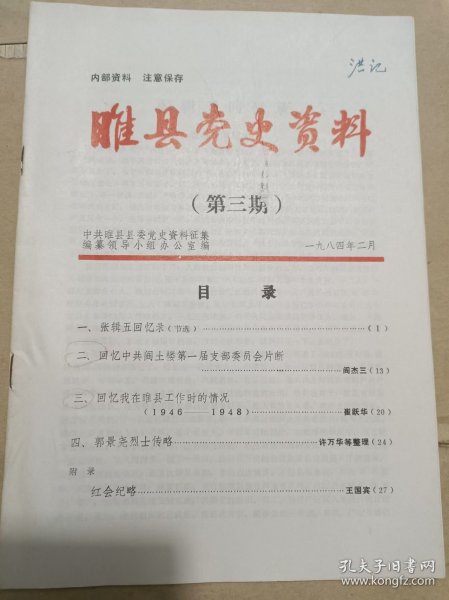 洪记
内部资料 注意保存
睢县党史资料
(第三期)
中共睢县县委党史资料征集
编纂领导小组办公室编
一九八四年二月
目 录
一、张辑五回忆录(节选)……(1)
二、回忆中共阎土楼第一届支部委员会片断
……阎杰三(13)
三、回忆我在睢县工作时的情况
(1946——1948)……崔跃华(20)
四、郭景尧烈士传略……许万华等整理(24)
附 录
红会纪略……王国宾(27)
孔夫子旧书网
www.kongfz.com